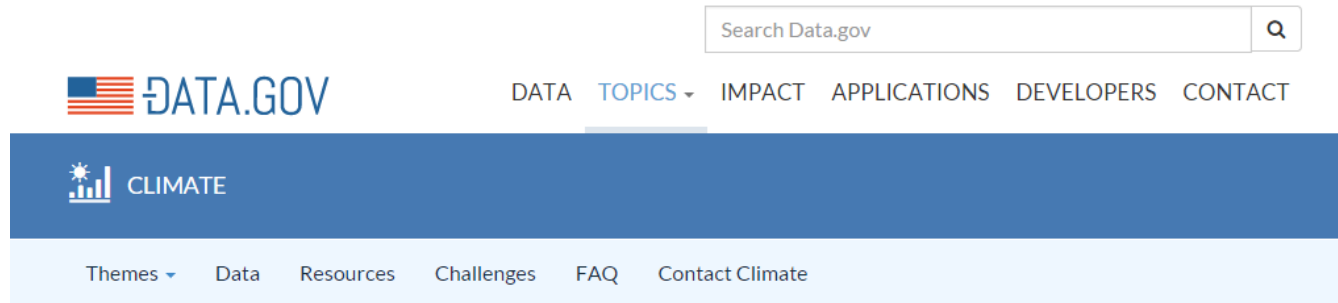 Search Data.gov
DATA.GOV DATA TOPICS IMPACT APPLICATIONS DEVELOPERS CONTACT
CLIMATE
Themes Data Resources Challenges FAQ Contact Climate